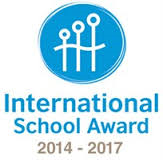 International
School Award
2014 - 2017